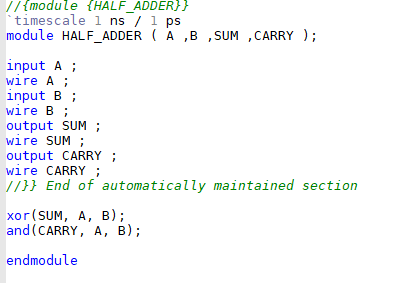 //{module {HALF_ADDER}}
`timescale 1 ns / 1 ps
module HALF_ADDER ( A ,B ,SUM ,CARRY );
input A ;
wire A ;
input B ;
wire B ;
output SUM ;
wire SUM ;
output CARRY ;
wire CARRY ;
//}} End of automatically maintained section
xor(SUM, A, B);
and(CARRY, A, B);
endmodule